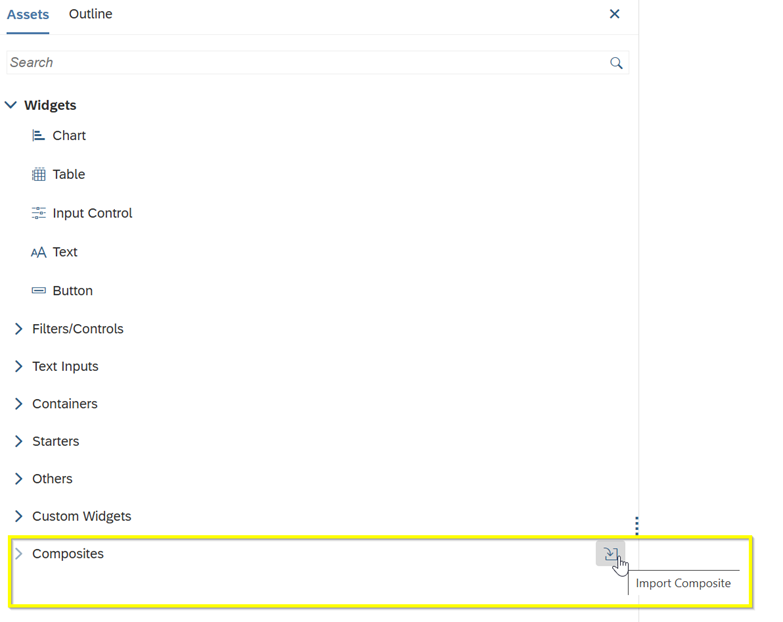 Assets Outline
Search
Widgets
Chart
Table
Input Control
Text
Button
Filters/Controls
Text Inputs
Containers
Starters
Others
Custom Widgets
Composites
Import Composite